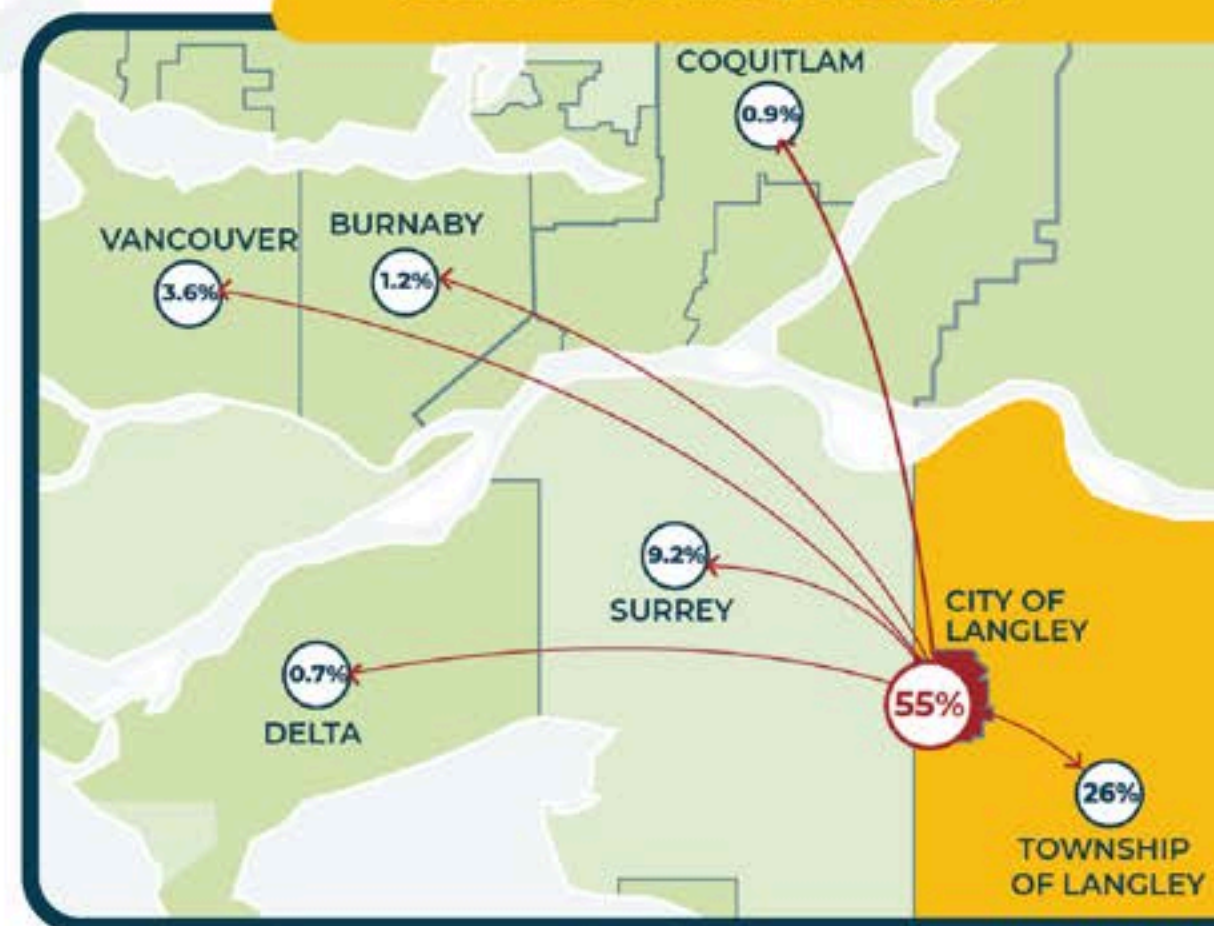 COQUITLAM
0.9%
BURNABY
VANCOUVER
1.2%
3.6%
9.2%
SURREY
CITY OF
LANGLEY
0.7%
DELTA
55%
26%
TOWNSHIP
OF LANGLEY